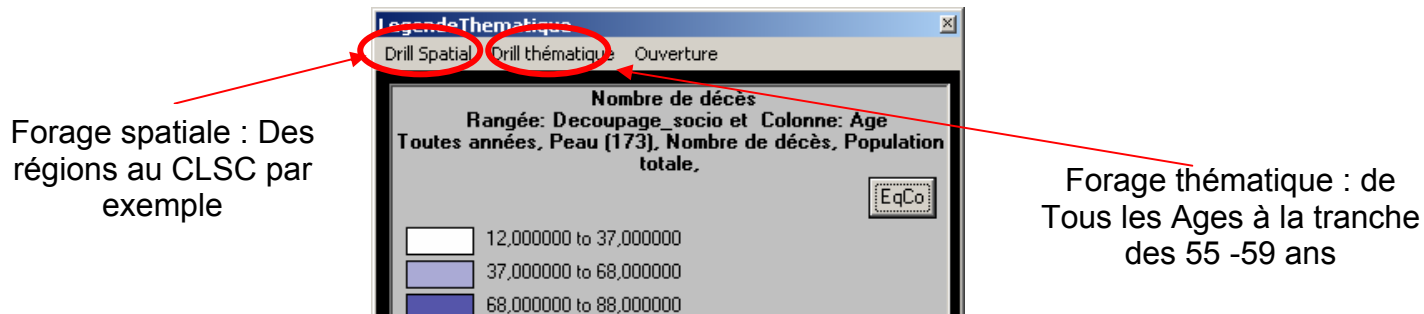 LegendeThematique
Drill Spatial Drill thématique Ouverture
Nombre de décès
Rangée: Decoupage_socio et Colonne: Age
Toutes années, Peau (173), Nombre de décès, Population
totale,
EqCo
12,000000 to 37,000000
37,000000 to 68,000000
68,000000 to 88,000000
Forage spatiale : Des
régions au CLSC par
exemple
Forage thématique : de
Tous les Ages à la tranche
des 55 -59 ans